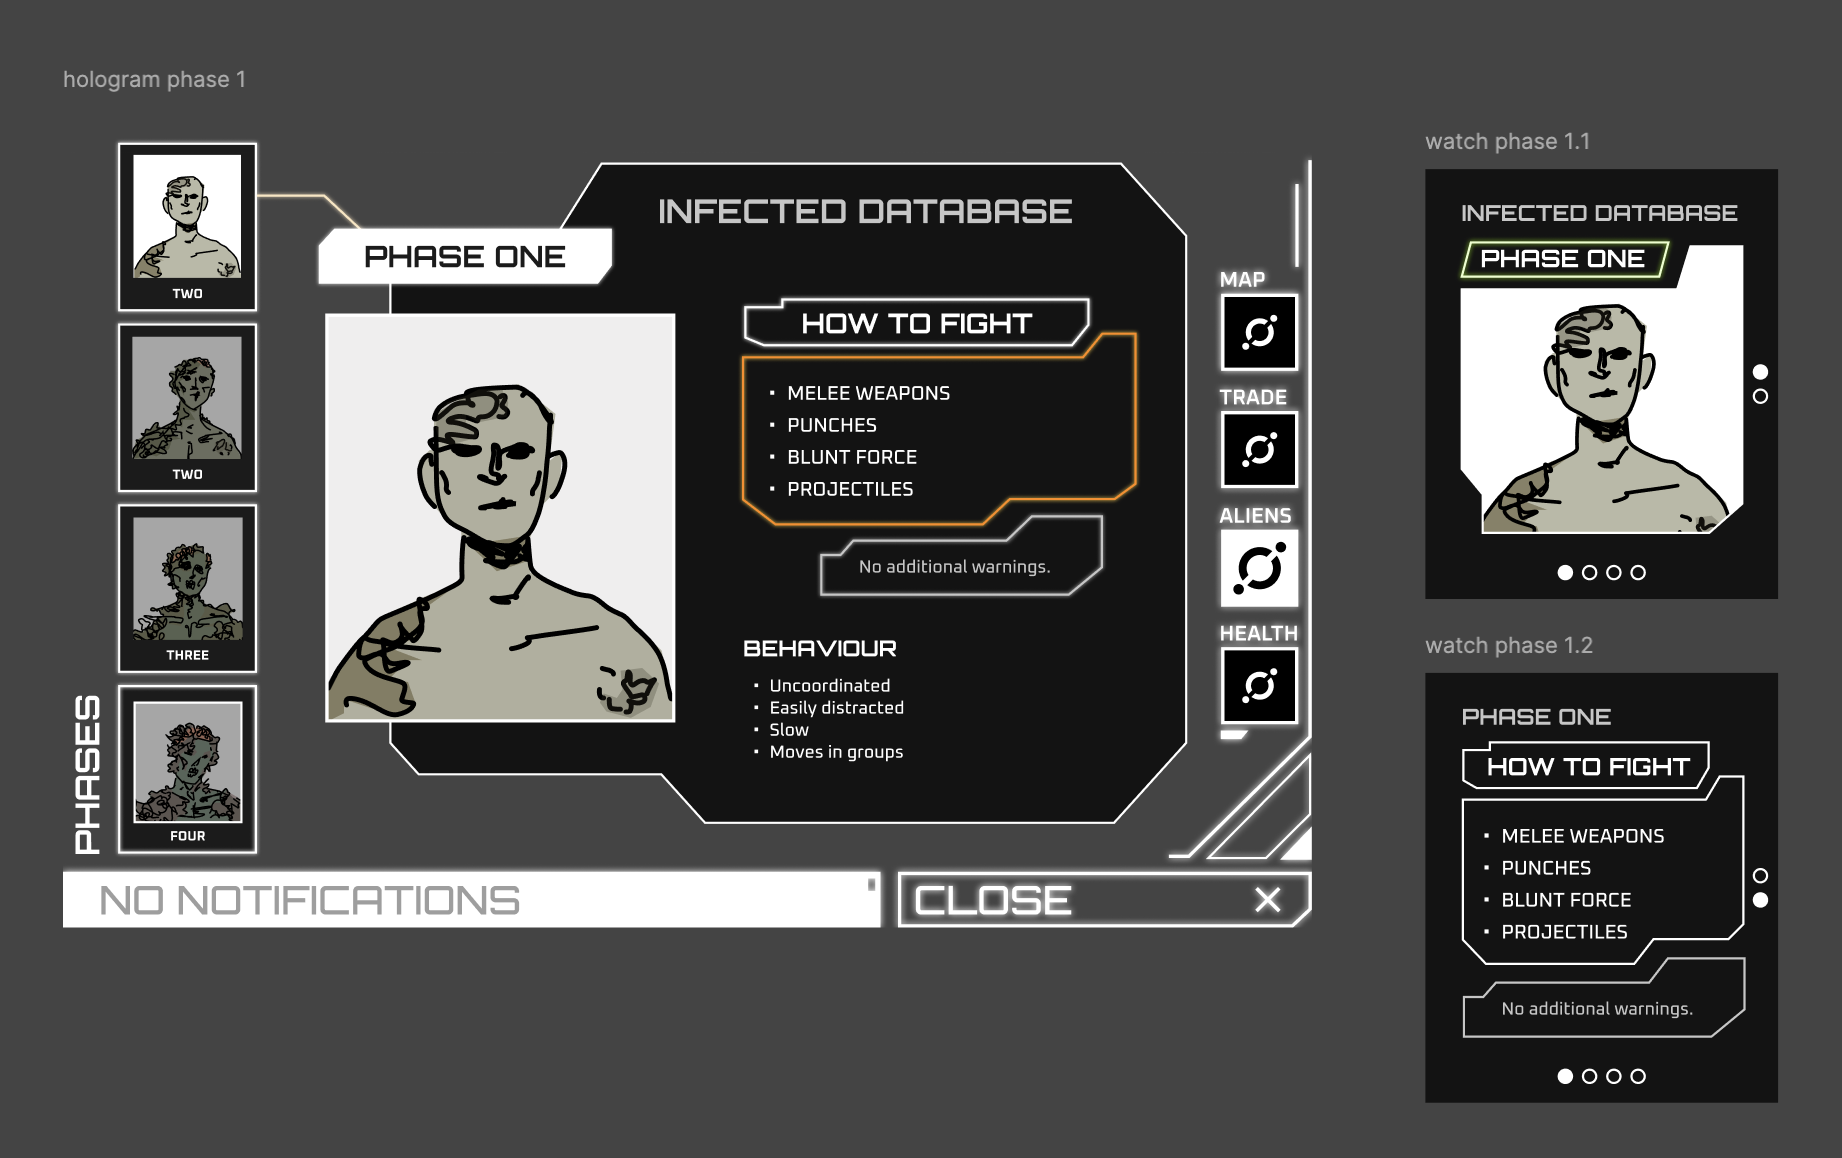 hologram phase 1
TWO
TWO
THREE
FOUR
PHASES
PHASE ONE
INFECTED DATABASE
HOW TO FIGHT
▪ MELEE WEAPONS
▪ PUNCHES
▪ BLUNT FORCE
▪ PROJECTILES
No additional warnings.
BEHAVIOUR
▪ Uncoordinated
▪ Easily distracted
▪ Slow
▪ Moves in groups
MAP
TRADE
ALIENS
HEALTH
NO NOTIFICATIONS
CLOSE
watch phase 1.1
INFECTED DATABASE
PHASE ONE
watch phase 1.2
PHASE ONE
HOW TO FIGHT
▪ MELEE WEAPONS
▪ PUNCHES
▪ BLUNT FORCE
▪ PROJECTILES
No additional warnings.